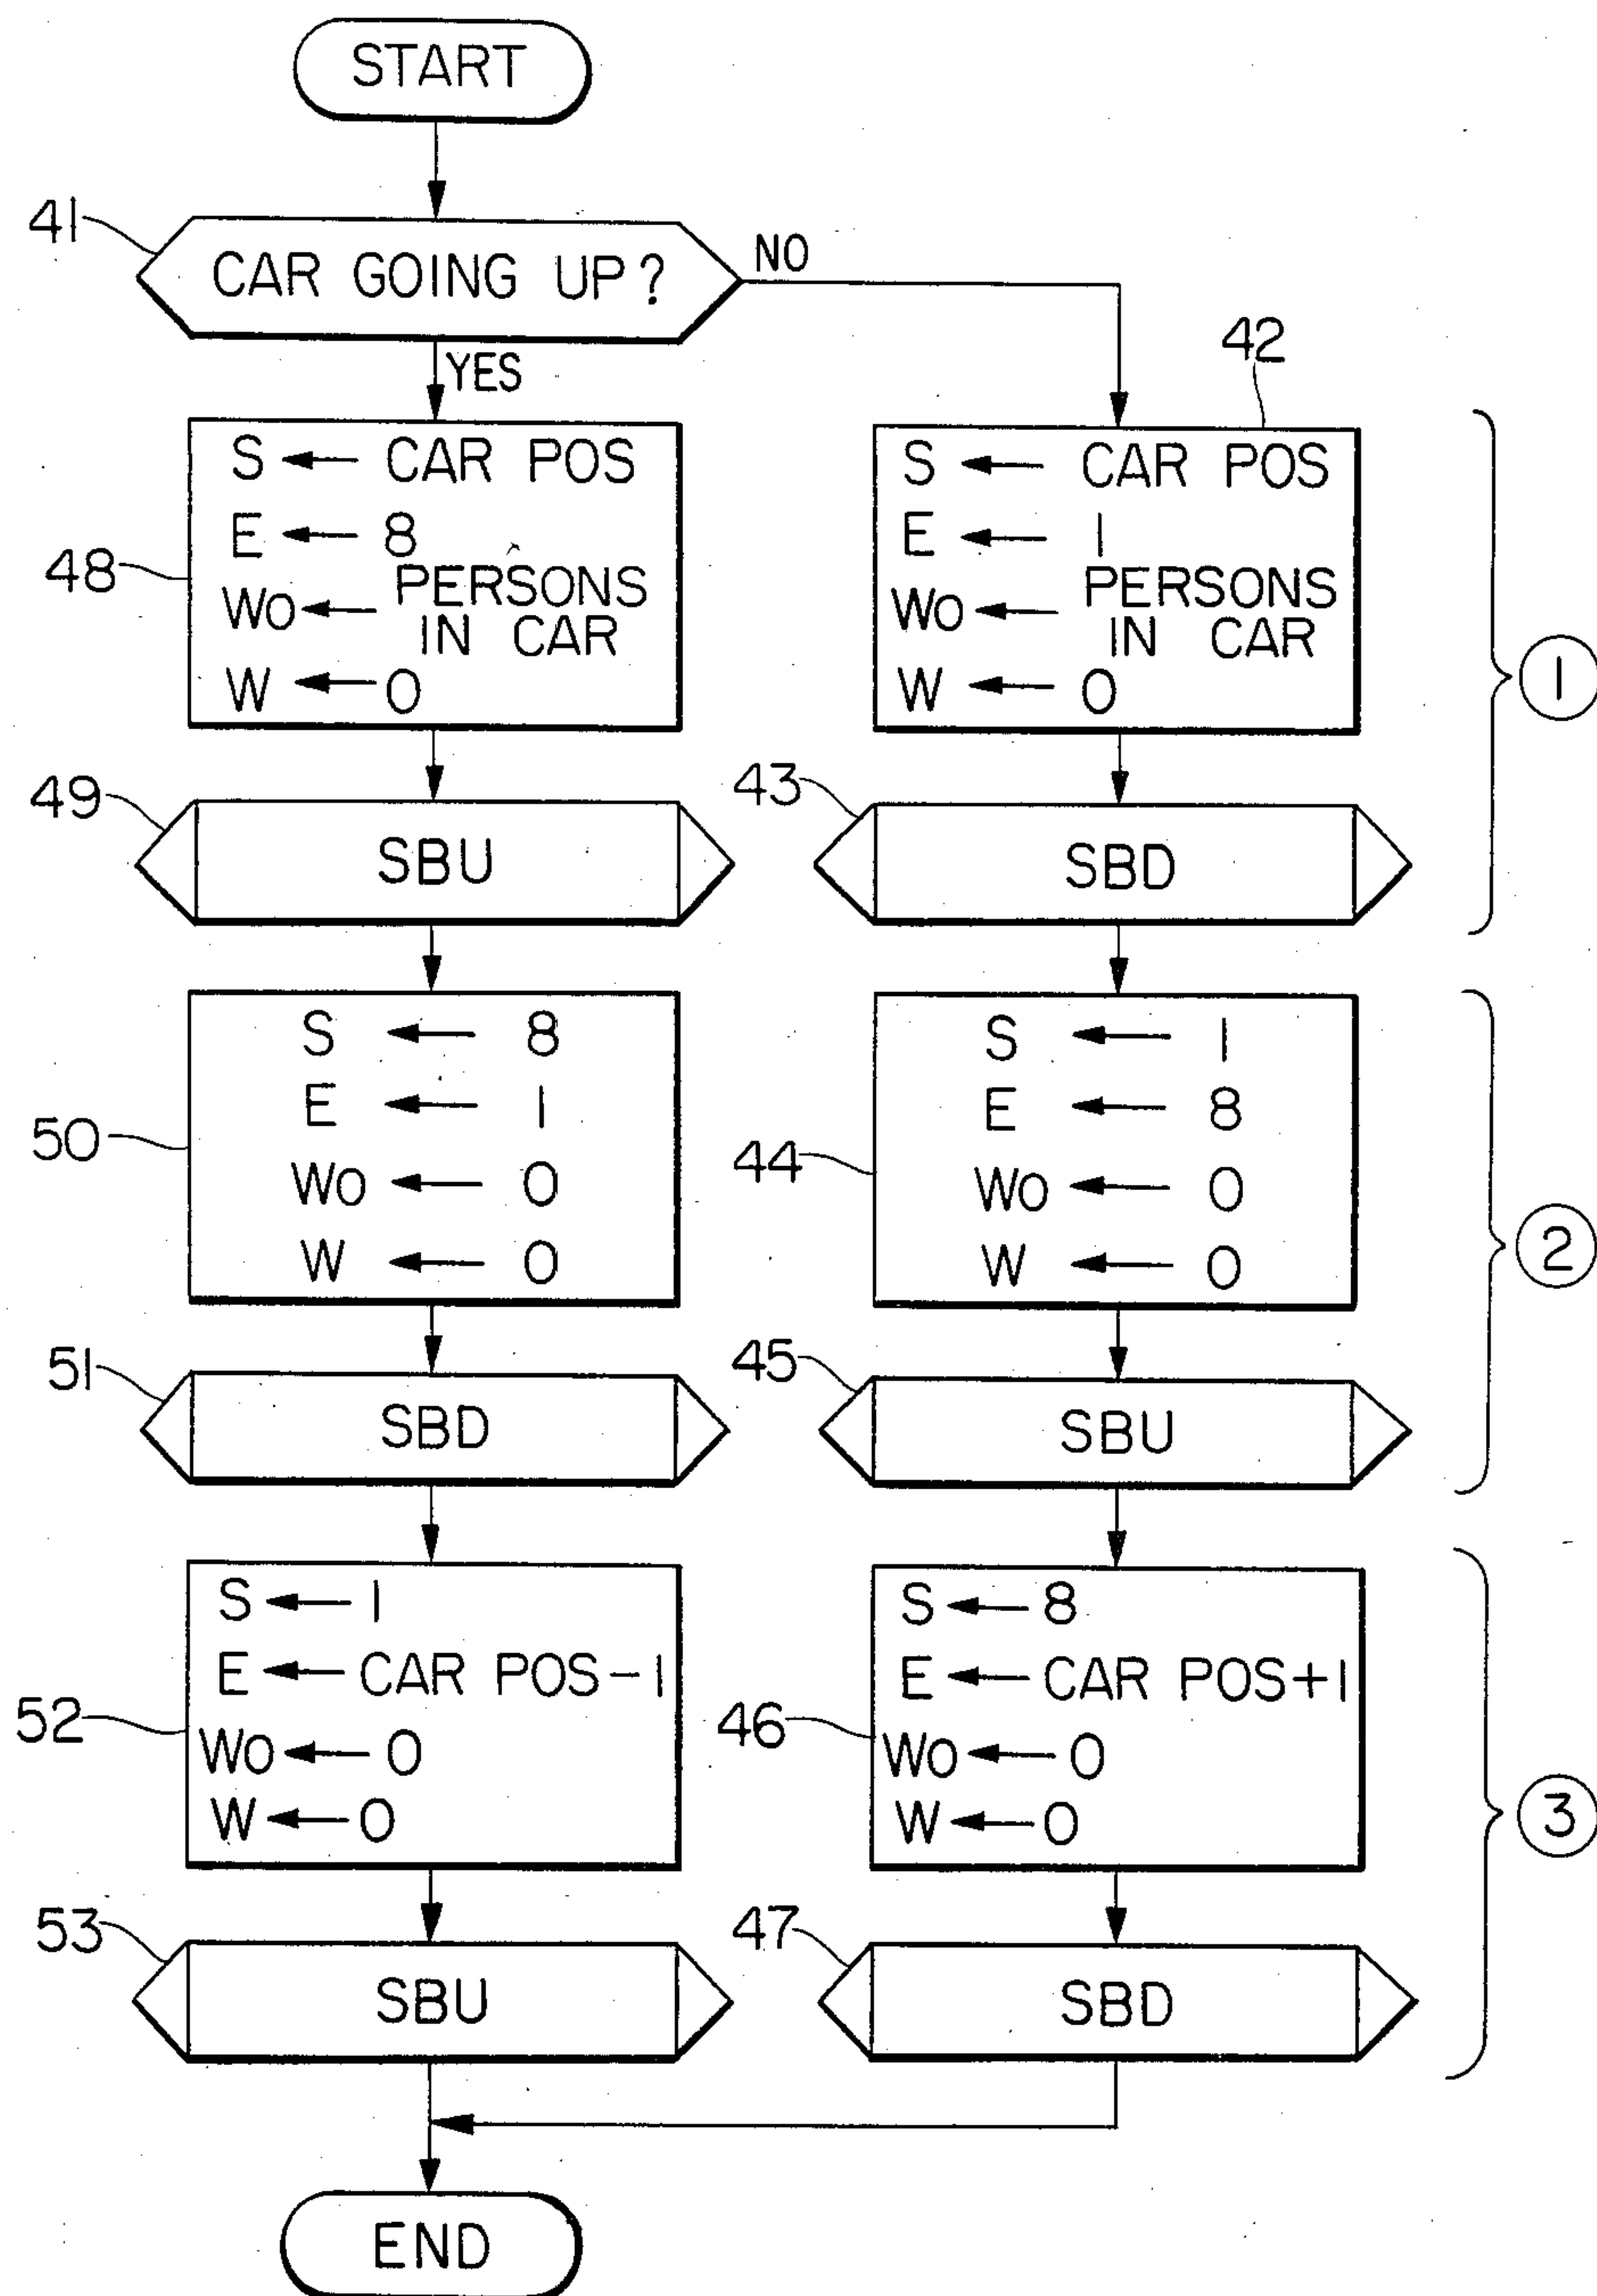 START
41
CAR GOING UP?
NO
YES
42
48
S ← CAR POS
E ← 8
Wo ← PERSONS
IN CAR
W ← 0
S ← CAR POS
E ← 1
Wo ← PERSONS
IN CAR
W ← 0
1
49
SBU
43
SBD
50
S ← 8
E ← 1
Wo ← 0
W ← 0
44
S ← 1
E ← 8
Wo ← 0
W ← 0
2
51
SBD
45
SBU
52
S ← 1
E ← CAR POS-1
Wo ← 0
W ← 0
46
S ← 8
E ← CAR POS+1
Wo ← 0
W ← 0
3
53
SBU
47
SBD
END